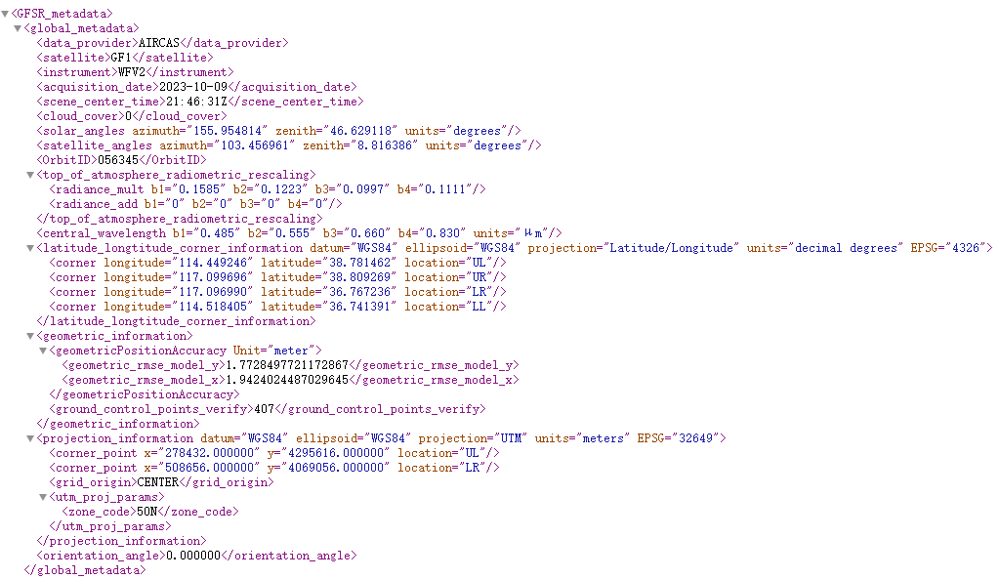 <GFSR_metadata>
<global_metadata>
<data_provider>AIRCAS</data_provider>
<satellite>GF1</satellite>
<instrument>WFV2</instrument>
<acquisition_date>2023-10-09</acquisition_date>
<scene_center_time>21:46:31Z</scene_center_time>
<cloud_cover>0</cloud_cover>
<solar_angles azimuth="155.954814" zenith="46.629118" units="degrees"/>
<satellite_angles azimuth="103.456961" zenith="8.816386" units="degrees"/>
<OrbitID>056345</OrbitID>
<top_of_atmosphere_radiometric_rescaling>
<radiance_mult b1="0.1585" b2="0.1223" b3="0.0997" b4="0.1111"/>
<radiance_add b1="0" b2="0" b3="0" b4="0"/>
</top_of_atmosphere_radiometric_rescaling>
<central_wavelength b1="0.485" b2="0.555" b3="0.660" b4="0.830" units="μm"/>
<latitude_longtitude_corner_information datum="WGS84" ellipsoid="WGS84" projection="Latitude/Longitude" units="decimal degrees" EPSG="4326">
<corner longitude="114.449246" latitude="38.781462" location="UL"/>
<corner longitude="117.099696" latitude="38.809269" location="UR"/>
<corner longitude="117.096990" latitude="36.767236" location="LR"/>
<corner longitude="114.518405" latitude="36.741391" location="LL"/>
</latitude_longtitude_corner_information>
<geometric_information>
<geometricPositionAccuracy Unit="meter">
<geometric_rmse_model_y>1.7728497721172867</geometric_rmse_model_y>
<geometric_rmse_model_x>1.9424024487029645</geometric_rmse_model_x>
</geometricPositionAccuracy>
<ground_control_points_verify>407</ground_control_points_verify>
</geometric_information>
<projection_information datum="WGS84" ellipsoid="WGS84" projection="UTM" units="meters" EPSG="32649">
<corner_point x="278432.000000" y="4295616.000000" location="UL"/>
<corner_point x="508656.000000" y="4069056.000000" location="LR"/>
<grid_origin>CENTER</grid_origin>
<utm_proj_params>
<zone_code>50N</zone_code>
</utm_proj_params>
</projection_information>
<orientation_angle>0.000000</orientation_angle>
</global_metadata>